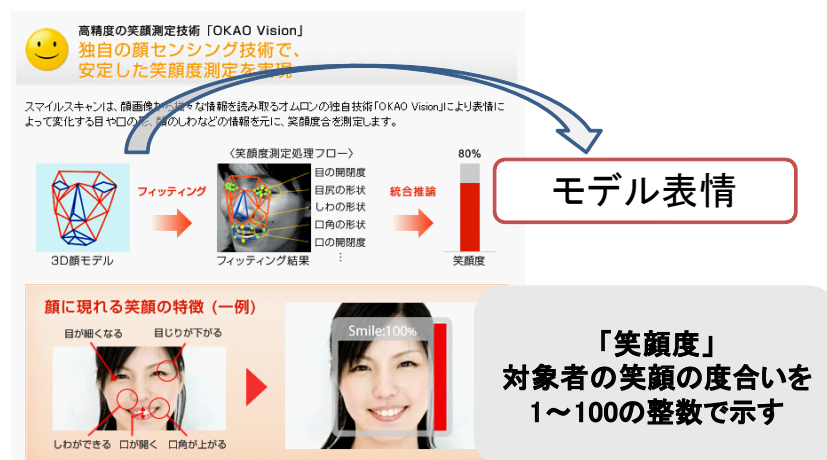 高精度の笑顔測定技術「OKAO Vision」
独自の顔センシング技術で、
安定した笑顔度測定を実現
スマイルスキャンは、顔画像から様々な情報を読み取るオムロンの独自技術「OKAO Vision」により表情に
よって変化する目や口の形、顔のしわなどの情報を元に、笑顔度合を測定します。
〈笑顔度測定処理フロー〉
80%
フィッティング
目の開閉度
目尻の形状
しわの形状
口角の形状
口の開閉度
⋮
統合推論
3D顔モデル
フィッティング結果
笑顔度
モデル表情
顔に現れる笑顔の特徴 (一例)
目が細くなる
目じりが下がる
しわができる
口が開く
口角が上がる
Smile:100%
「笑顔度」
対象者の笑顔の度合いを
1～100の整数で示す